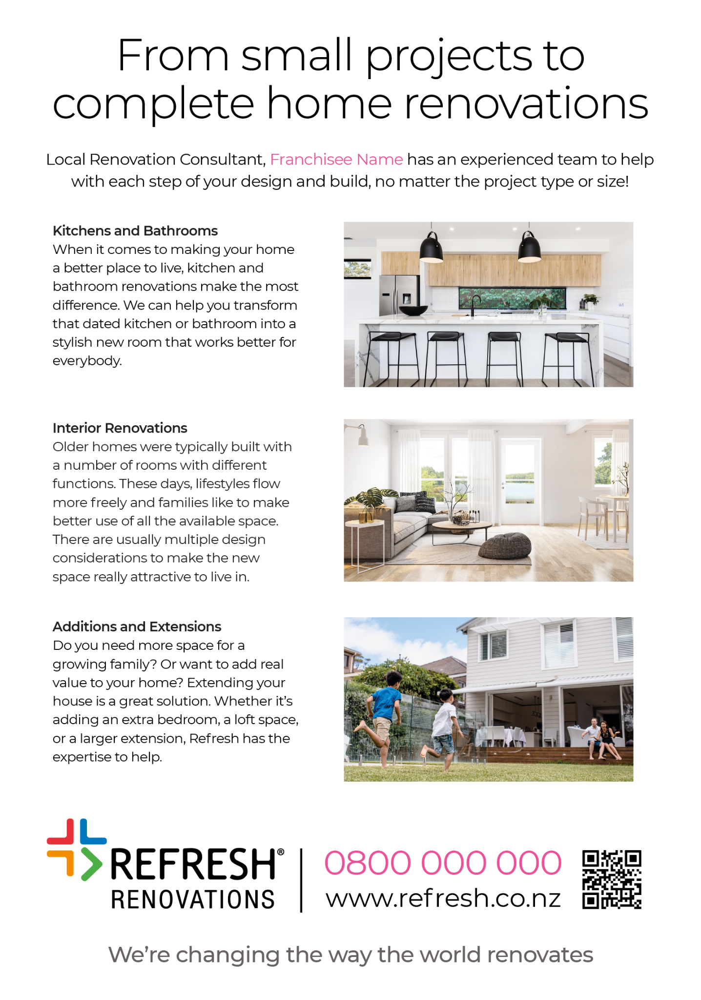 From small projects to
complete home renovations
Local Renovation Consultant, Franchisee Name has an experienced team to help
with each step of your design and build, no matter the project type or size!
Kitchens and Bathrooms
When it comes to making your home
a better place to live, kitchen and
bathroom renovations make the most
difference. We can help you transform
that dated kitchen or bathroom into a
stylish new room that works better for
everybody.
Interior Renovations
Older homes were typically built with
a number of rooms with different
functions. These days, lifestyles flow
more freely and families like to make
better use of all the available space.
There are usually multiple design
considerations to make the new
space really attractive to live in.
Additions and Extensions
Do you need more space for a
growing family? Or want to add real
value to your home? Extending your
house is a great solution. Whether it’s
adding an extra bedroom, a loft space,
or a larger extension, Refresh has the
expertise to help.
REFRESH®
RENOVATIONS
0800 000 000
www.refresh.co.nz
We’re changing the way the world renovates